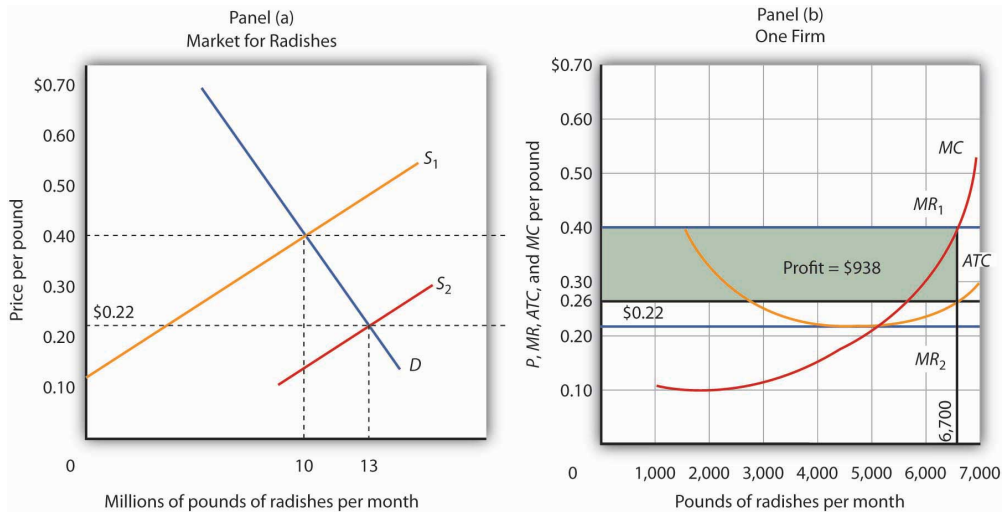 Panel (a)
Market for Radishes
Price per pound
$0.70
0.60
0.50
0.40
0.30
0.20
0.10
0
$0.22
S1
S2
D
10 13
Millions of pounds of radishes per month
Panel (b)
One Firm
P, MR, ATC, and MC per pound
$0.70
0.60
0.50
0.40
0.30
0.26
0.20
0.10
MC
MR1
ATC
Profit = $938
$0.22
MR2
6,700
0 1,000 2,000 3,000 4,000 5,000 6,000 7,000
Pounds of radishes per month